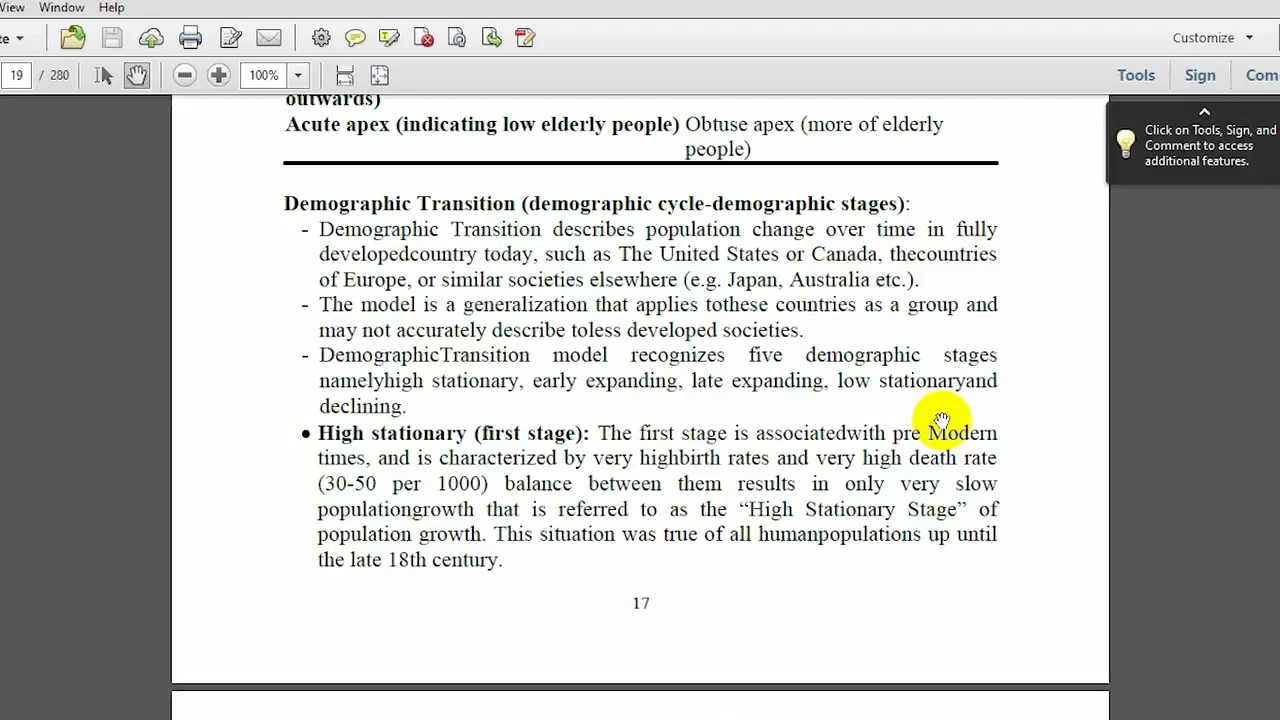 View Window Help
Customize
19 / 280 100% Tools Sign Com
Click on Tools, Sign, and
Comment to access
additional features.
outwards)
Acute apex (indicating low elderly people) Obtuse apex (more of elderly
people)
Demographic Transition (demographic cycle-demographic stages):
- Demographic Transition describes population change over time in fully
developedcountry today, such as The United States or Canada, thecountries
of Europe, or similar societies elsewhere (e.g. Japan, Australia etc.).
- The model is a generalization that applies tothese countries as a group and
may not accurately describe toless developed societies.
- DemographicTransition model recognizes five demographic stages
namelyhigh stationary, early expanding, late expanding, low stationaryand
declining.
● High stationary (first stage): The first stage is associatedwith pre Modern
times, and is characterized by very highbirth rates and very high death rate
(30-50 per 1000) balance between them results in only very slow
populationgrowth that is referred to as the “High Stationary Stage” of
population growth. This situation was true of all humanpopulations up until
the late 18th century.
17